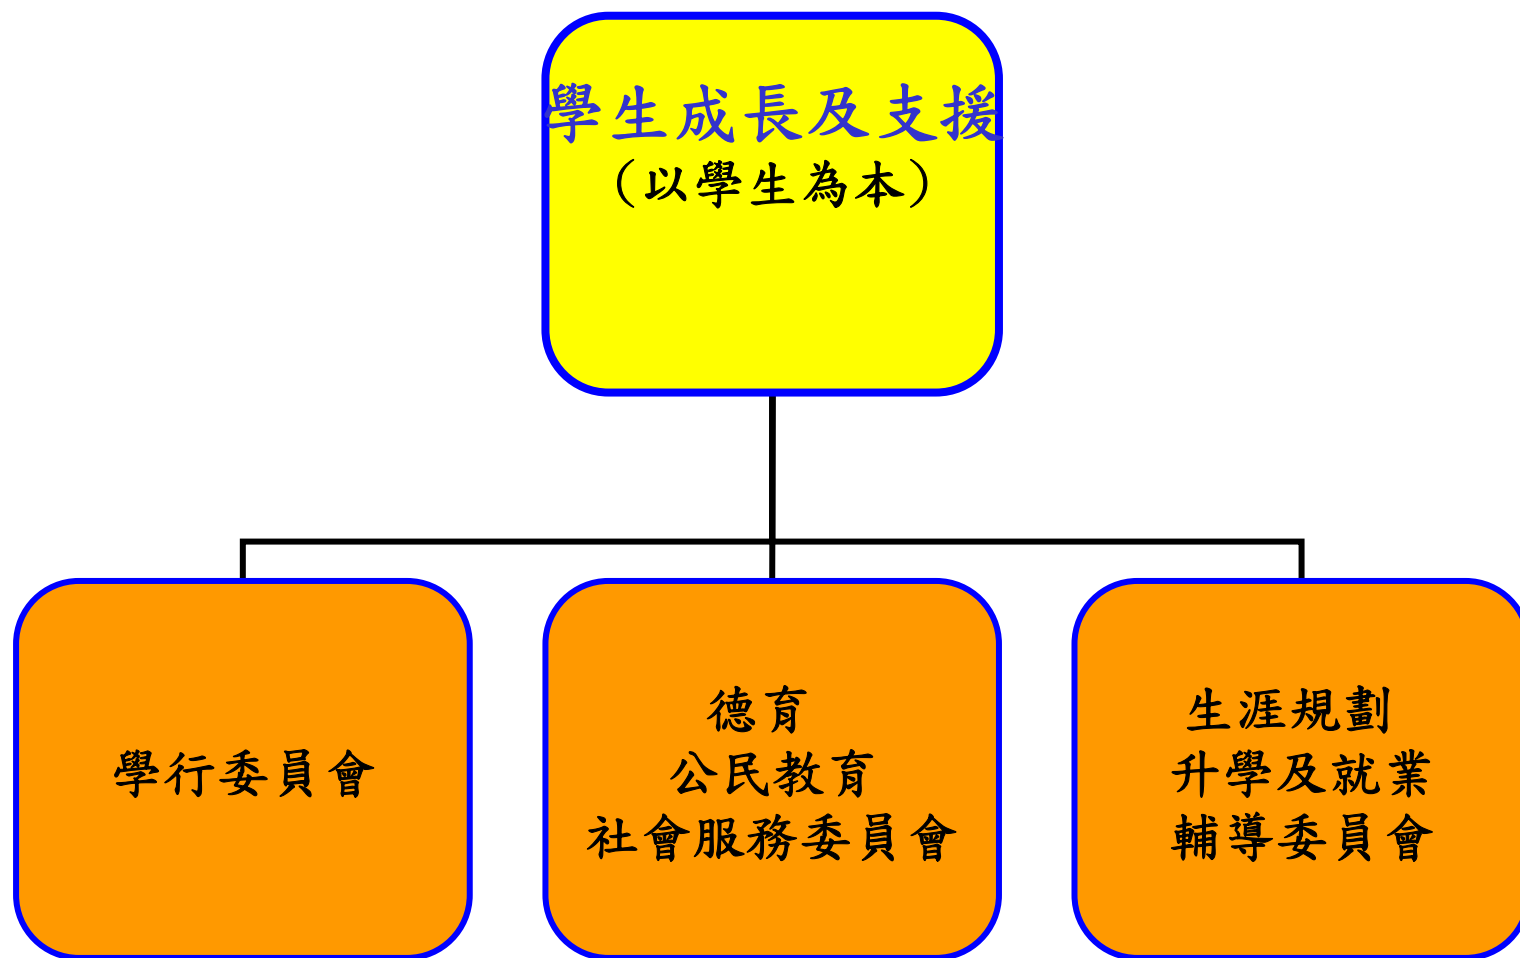 學生成長及支援
（以學生為本）
學行委員會
德育
公民教育
社會服務委員會
生涯規劃
升學及就業
輔導委員會